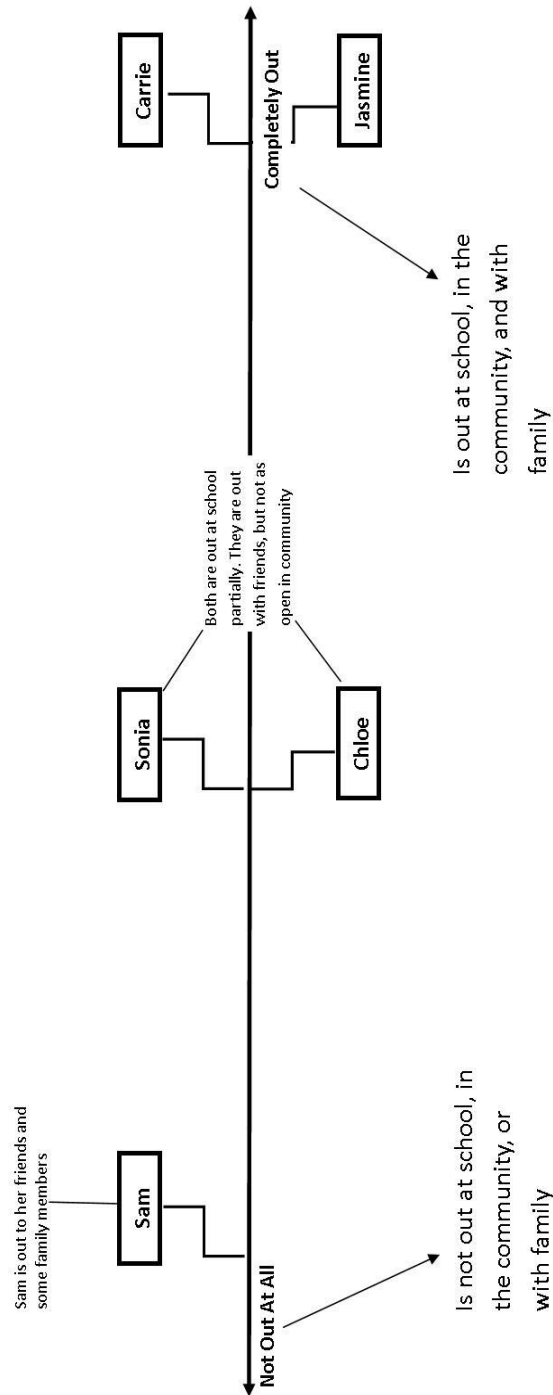 Sam is out to her friends and
some family members
Sam
Not Out At All
Is not out at school, in
the community, or
with family
Sonia
Chloe
Both are out at school
partially. They are out
with friends, but not as
open in community
Carrie
Completely Out
Jasmine
Is out at school, in the
community, and with
family